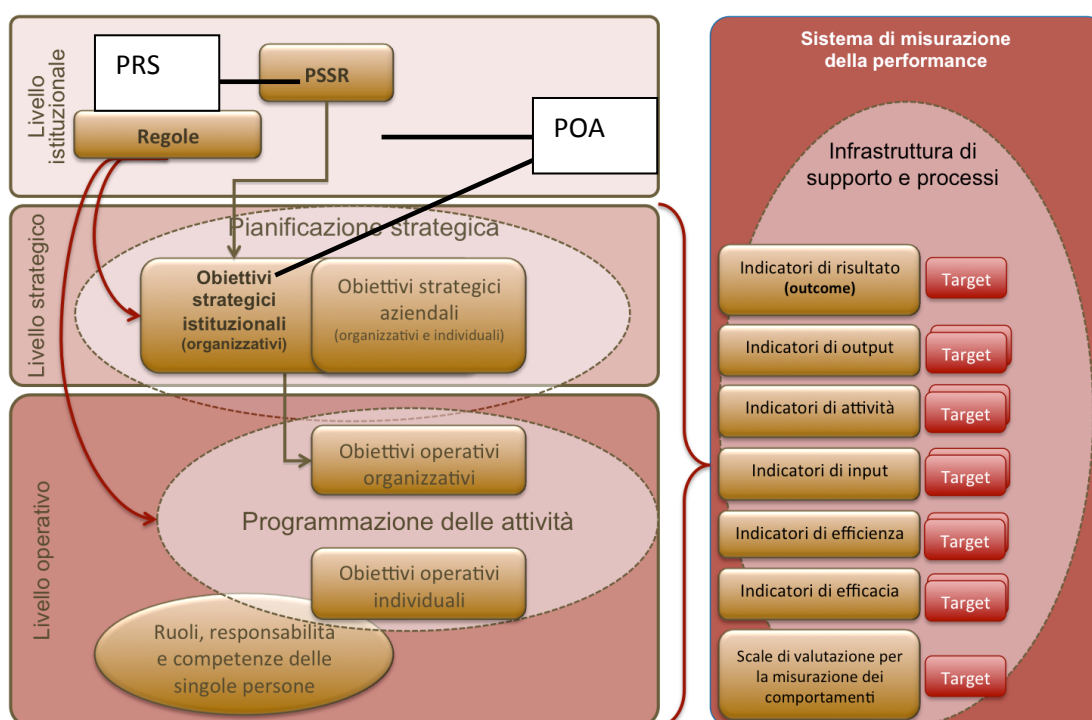 Livello
istituzionale
PRS
PSSR
Regole
POA
Livello strategico
Pianificazione strategica
Obiettivi
strategici
istituzionali
(organizzativi)
Obiettivi strategici
aziendali
(organizzativi e individuali)
Livello operativo
Obiettivi operativi
organizzativi
Programmazione delle attività
Obiettivi operativi
individuali
Ruoli, responsabilità
e competenze delle
singole persone
Sistema di misurazione
della performance
Infrastruttura di
supporto e processi
Indicatori di risultato
(outcome)
Target
Indicatori di output
Target
Indicatori di attività
Target
Indicatori di input
Target
Indicatori di efficienza
Target
Indicatori di efficacia
Target
Scale di valutazione per
la misurazione dei
comportamenti
Target